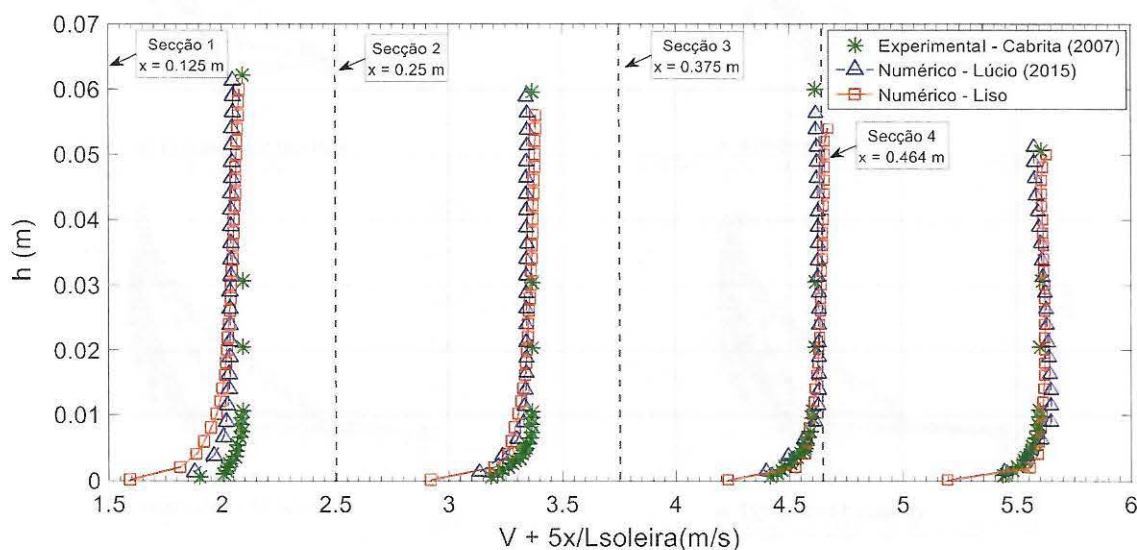 0.07
0.06
0.05
0.04
0.03
0.02
0.01
0
h (m)
Secção 1
x = 0.125 m
Secção 2
x = 0.25 m
Secção 3
x = 0.375 m
Secção 4
x = 0.464 m
Experimental - Cabrita (2007)
Numérico - Lúcio (2015)
Numérico - Liso
1.5 2 2.5 3 3.5 4 4.5 5 5.5 6
V + 5x/Lsoleira(m/s)